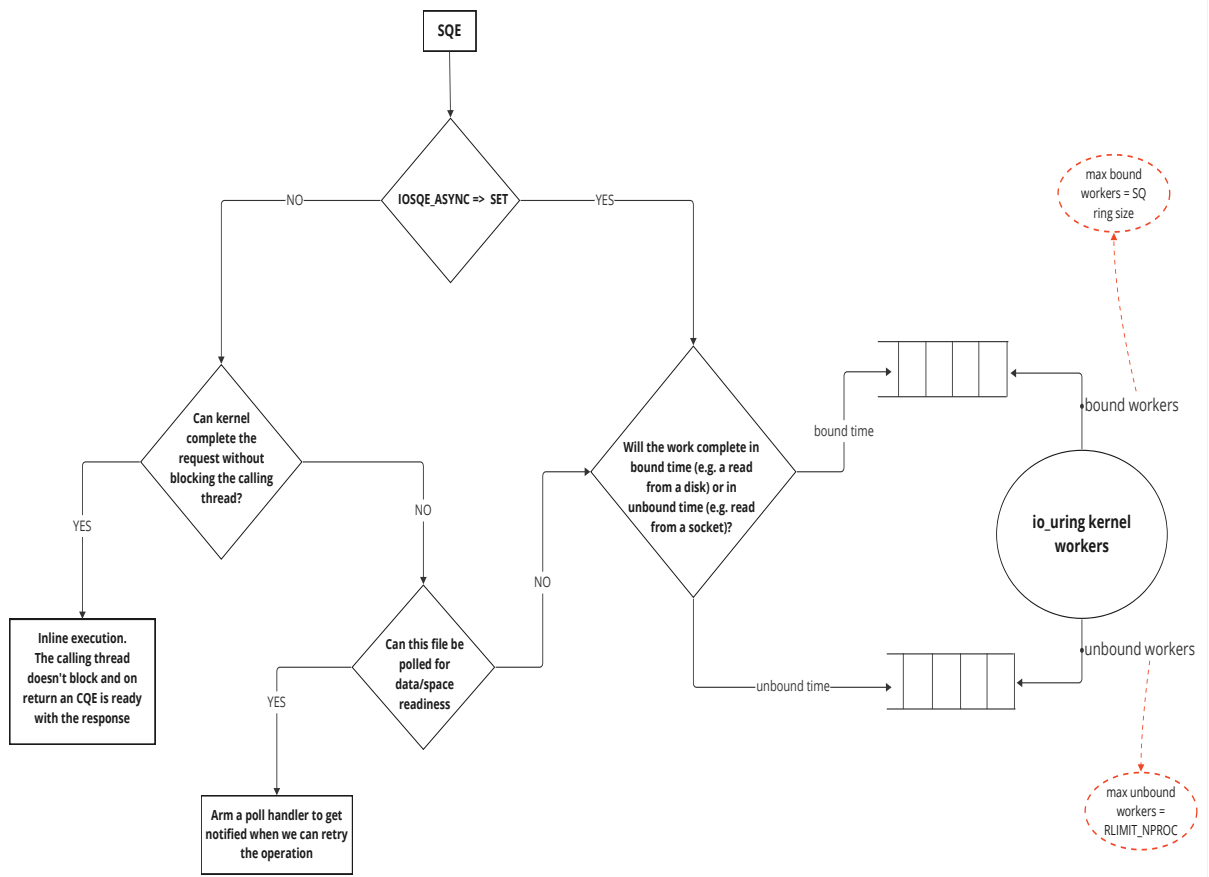 SQE
IOSQE_ASYNC => SET
NO
YES
max bound
workers = SQ
ring size
Can kernel
complete the
request without
blocking the calling
thread?
YES
NO
Inline execution.
The calling thread
doesn't block and on
return an CQE is ready
with the response
Can this file be
polled for
data/space
readiness
YES
NO
Arm a poll handler to get
notified when we can retry
the operation
Will the work complete in
bound time (e.g. a read
from a disk) or in
unbound time (e.g. read
from a socket)?
bound time
unbound time
bound workers
io_uring kernel
workers
unbound workers
max unbound
workers =
RLIMIT_NPROC